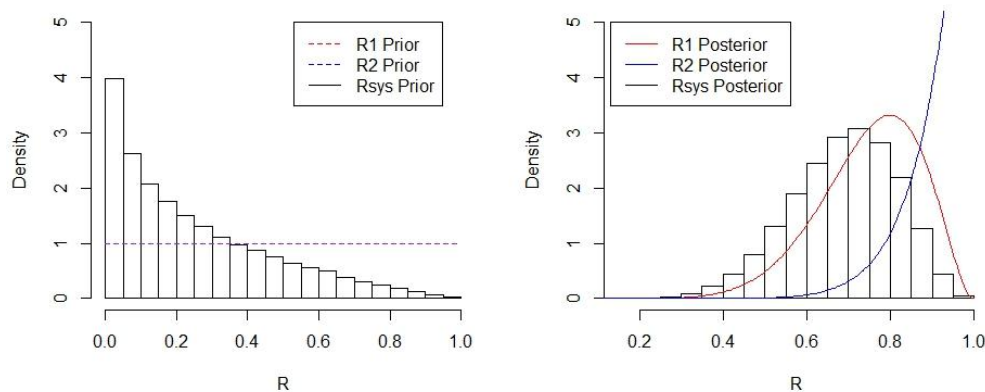 R1 Prior
R2 Prior
Rsys Prior
Density
5
4
3
2
1
0
0.0 0.2 0.4 0.6 0.8 1.0
R
R1 Posterior
R2 Posterior
Rsys Posterior
Density
5
4
3
2
1
0
0.2 0.4 0.6 0.8 1.0
R